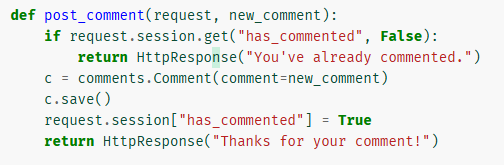 def post_comment(request, new_comment):
    if request.session.get("has_commented", False):
        return HttpResponse("You've already commented.")
    c = comments.Comment(comment=new_comment)
    c.save()
    request.session["has_commented"] = True
    return HttpResponse("Thanks for your comment!")